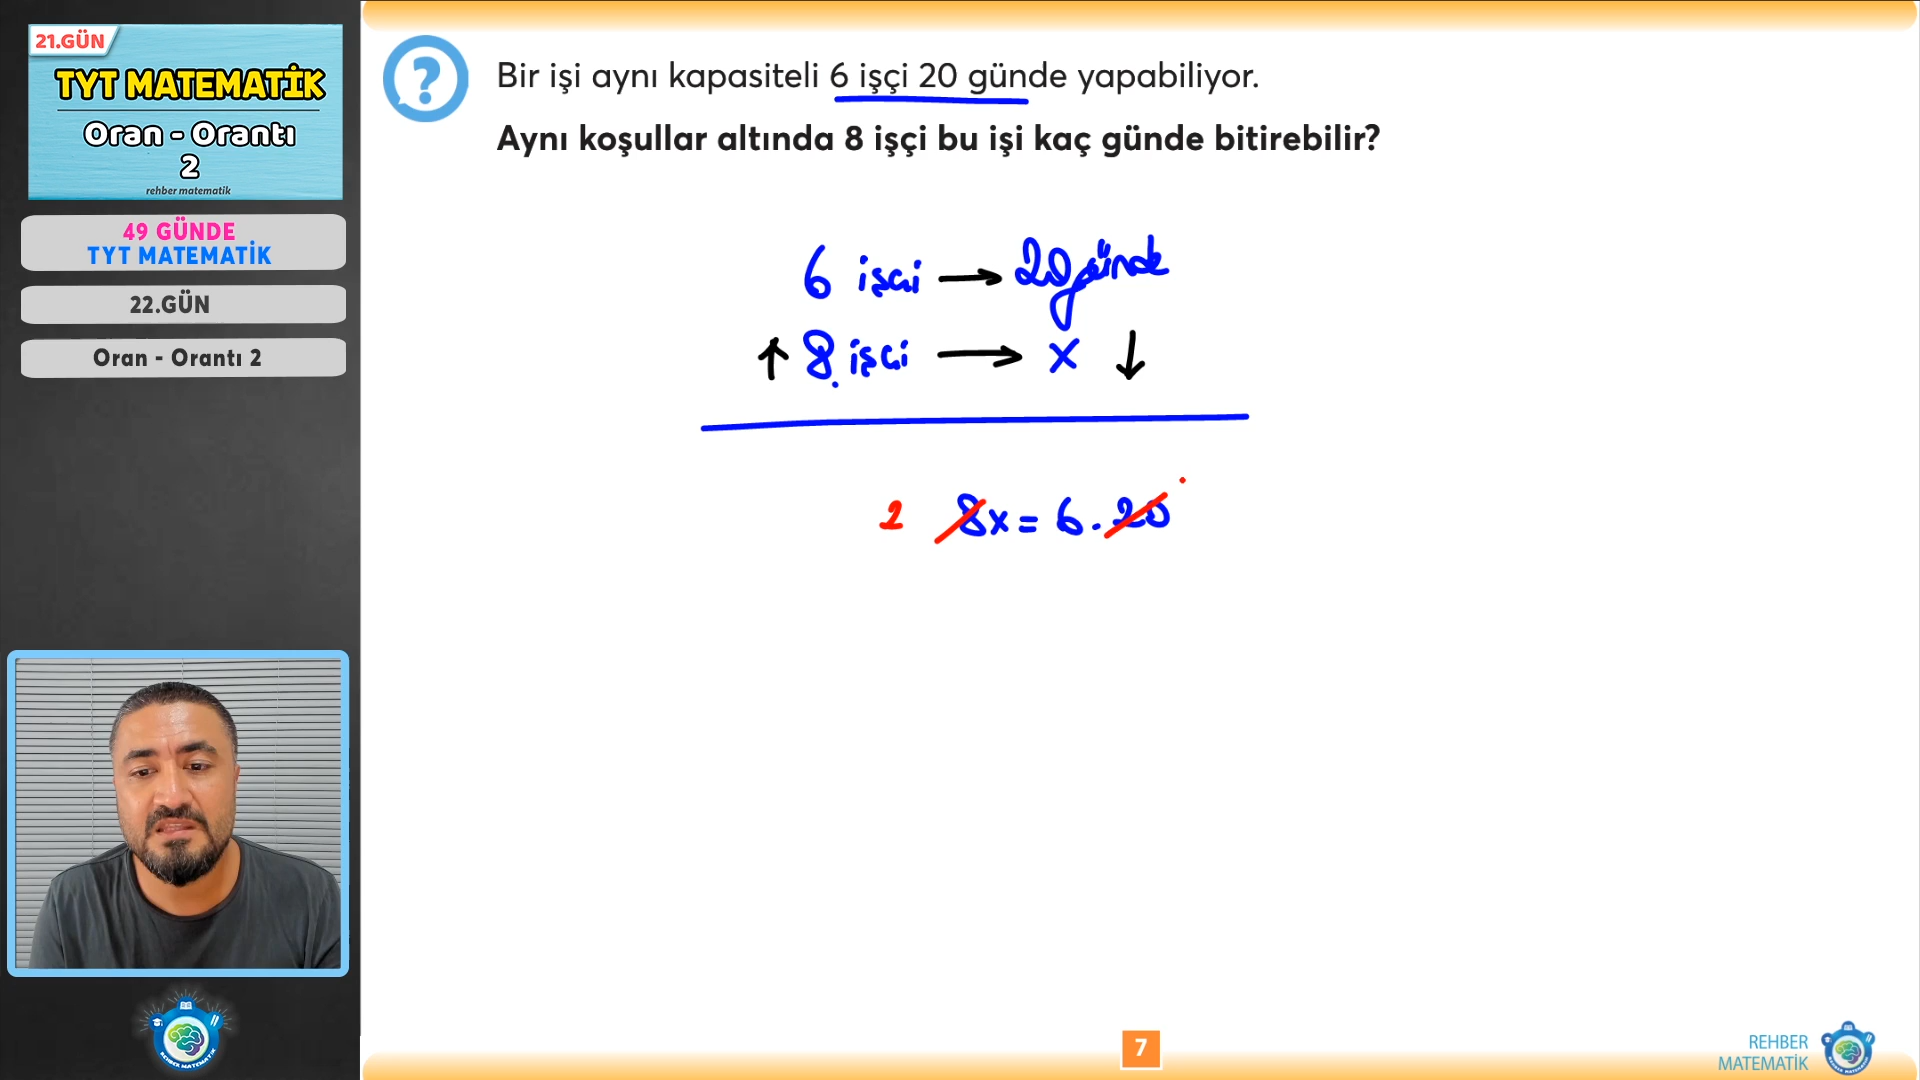 21.GÜN
TYT MATEMATİK
Oran - Orantı
2
rehber matematik
49 GÜNDE
TYT MATEMATİK
22.GÜN
Oran - Orantı 2
Bir işi aynı kapasiteli 6 işçi 20 günde yapabiliyor.
Aynı koşullar altında 8 işçi bu işi kaç günde bitirebilir?
6 işçi → 20 günde
↑ 8 işçi → x ↓
2 8x = 6 . 20
7
REHBER
MATEMATİK
REHBER MATEMATİK